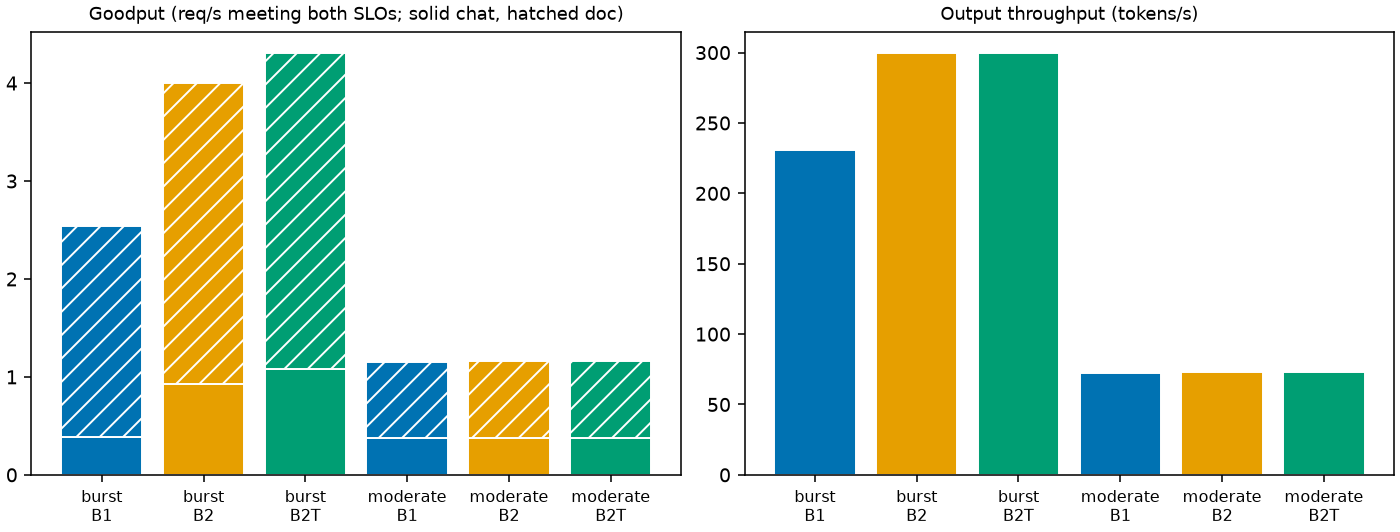 Goodput (req/s meeting both SLOs; solid chat, hatched doc)
4
3
2
1
0
burst
B1
burst
B2
burst
B2T
moderate
B1
moderate
B2
moderate
B2T
Output throughput (tokens/s)
300
250
200
150
100
50
0
burst
B1
burst
B2
burst
B2T
moderate
B1
moderate
B2
moderate
B2T